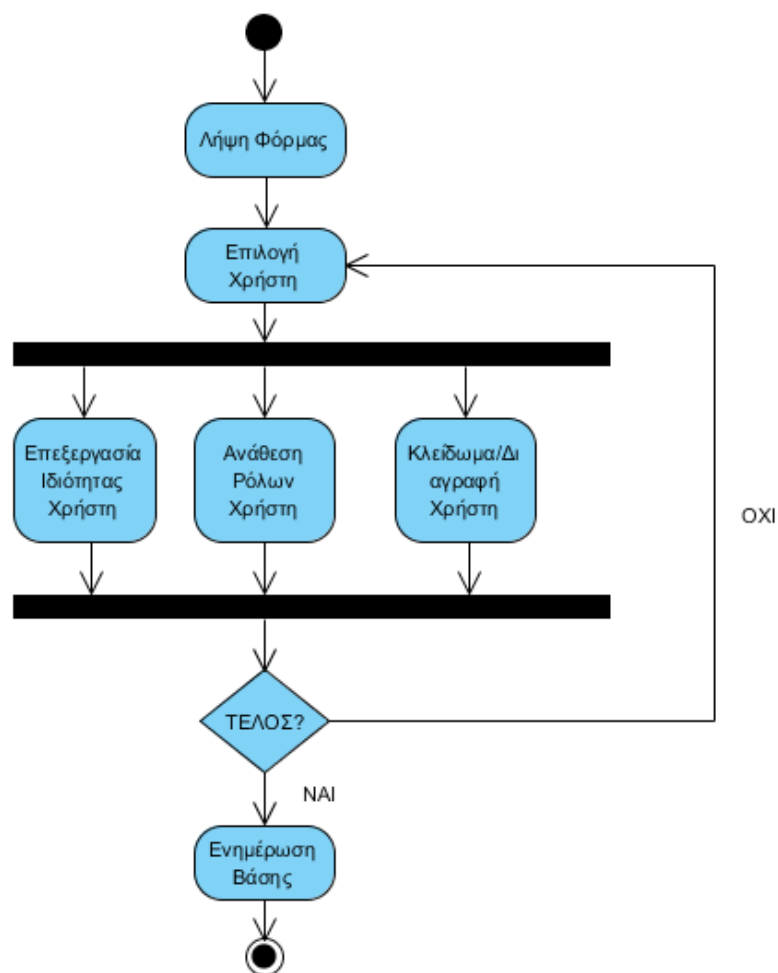 Λήψη Φόρμας
Επιλογή
Χρήστη
Επεξεργασία
Ιδιότητας
Χρήστη
Ανάθεση
Ρόλων
Χρήστη
Κλείδωμα/Δι
αγραφή
Χρήστη
ΟΧΙ
ΤΕΛΟΣ?
ΝΑΙ
Ενημέρωση
Βάσης